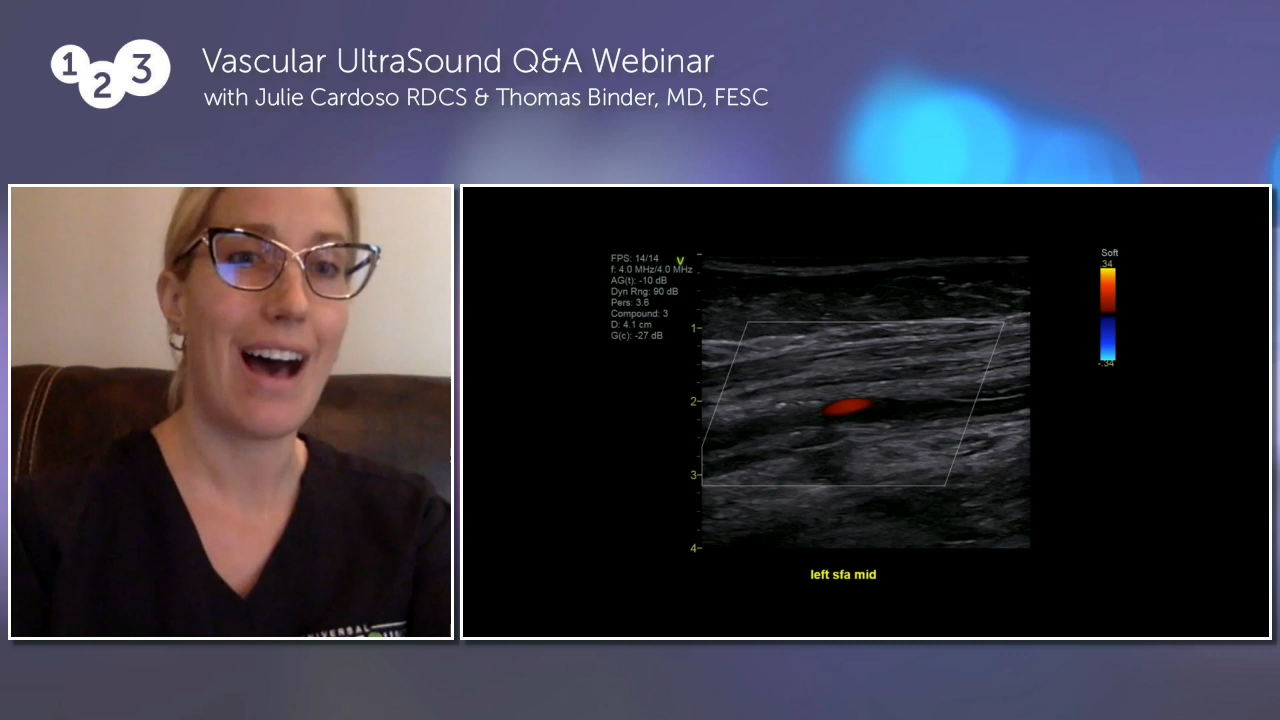 1 2 3
Vascular UltraSound Q&A Webinar
with Julie Cardoso RDCS & Thomas Binder, MD, FESC
FPS: 14/14
f: 4.0 MHz/4.0 MHz
AG(t): -10 dB
Dyn Rng: 90 dB
Pers: 3.6
Compound: 3
D: 4.1 cm
G(c): -27 dB
V
1
2
3
4
Soft
34
-.34
left sfa mid